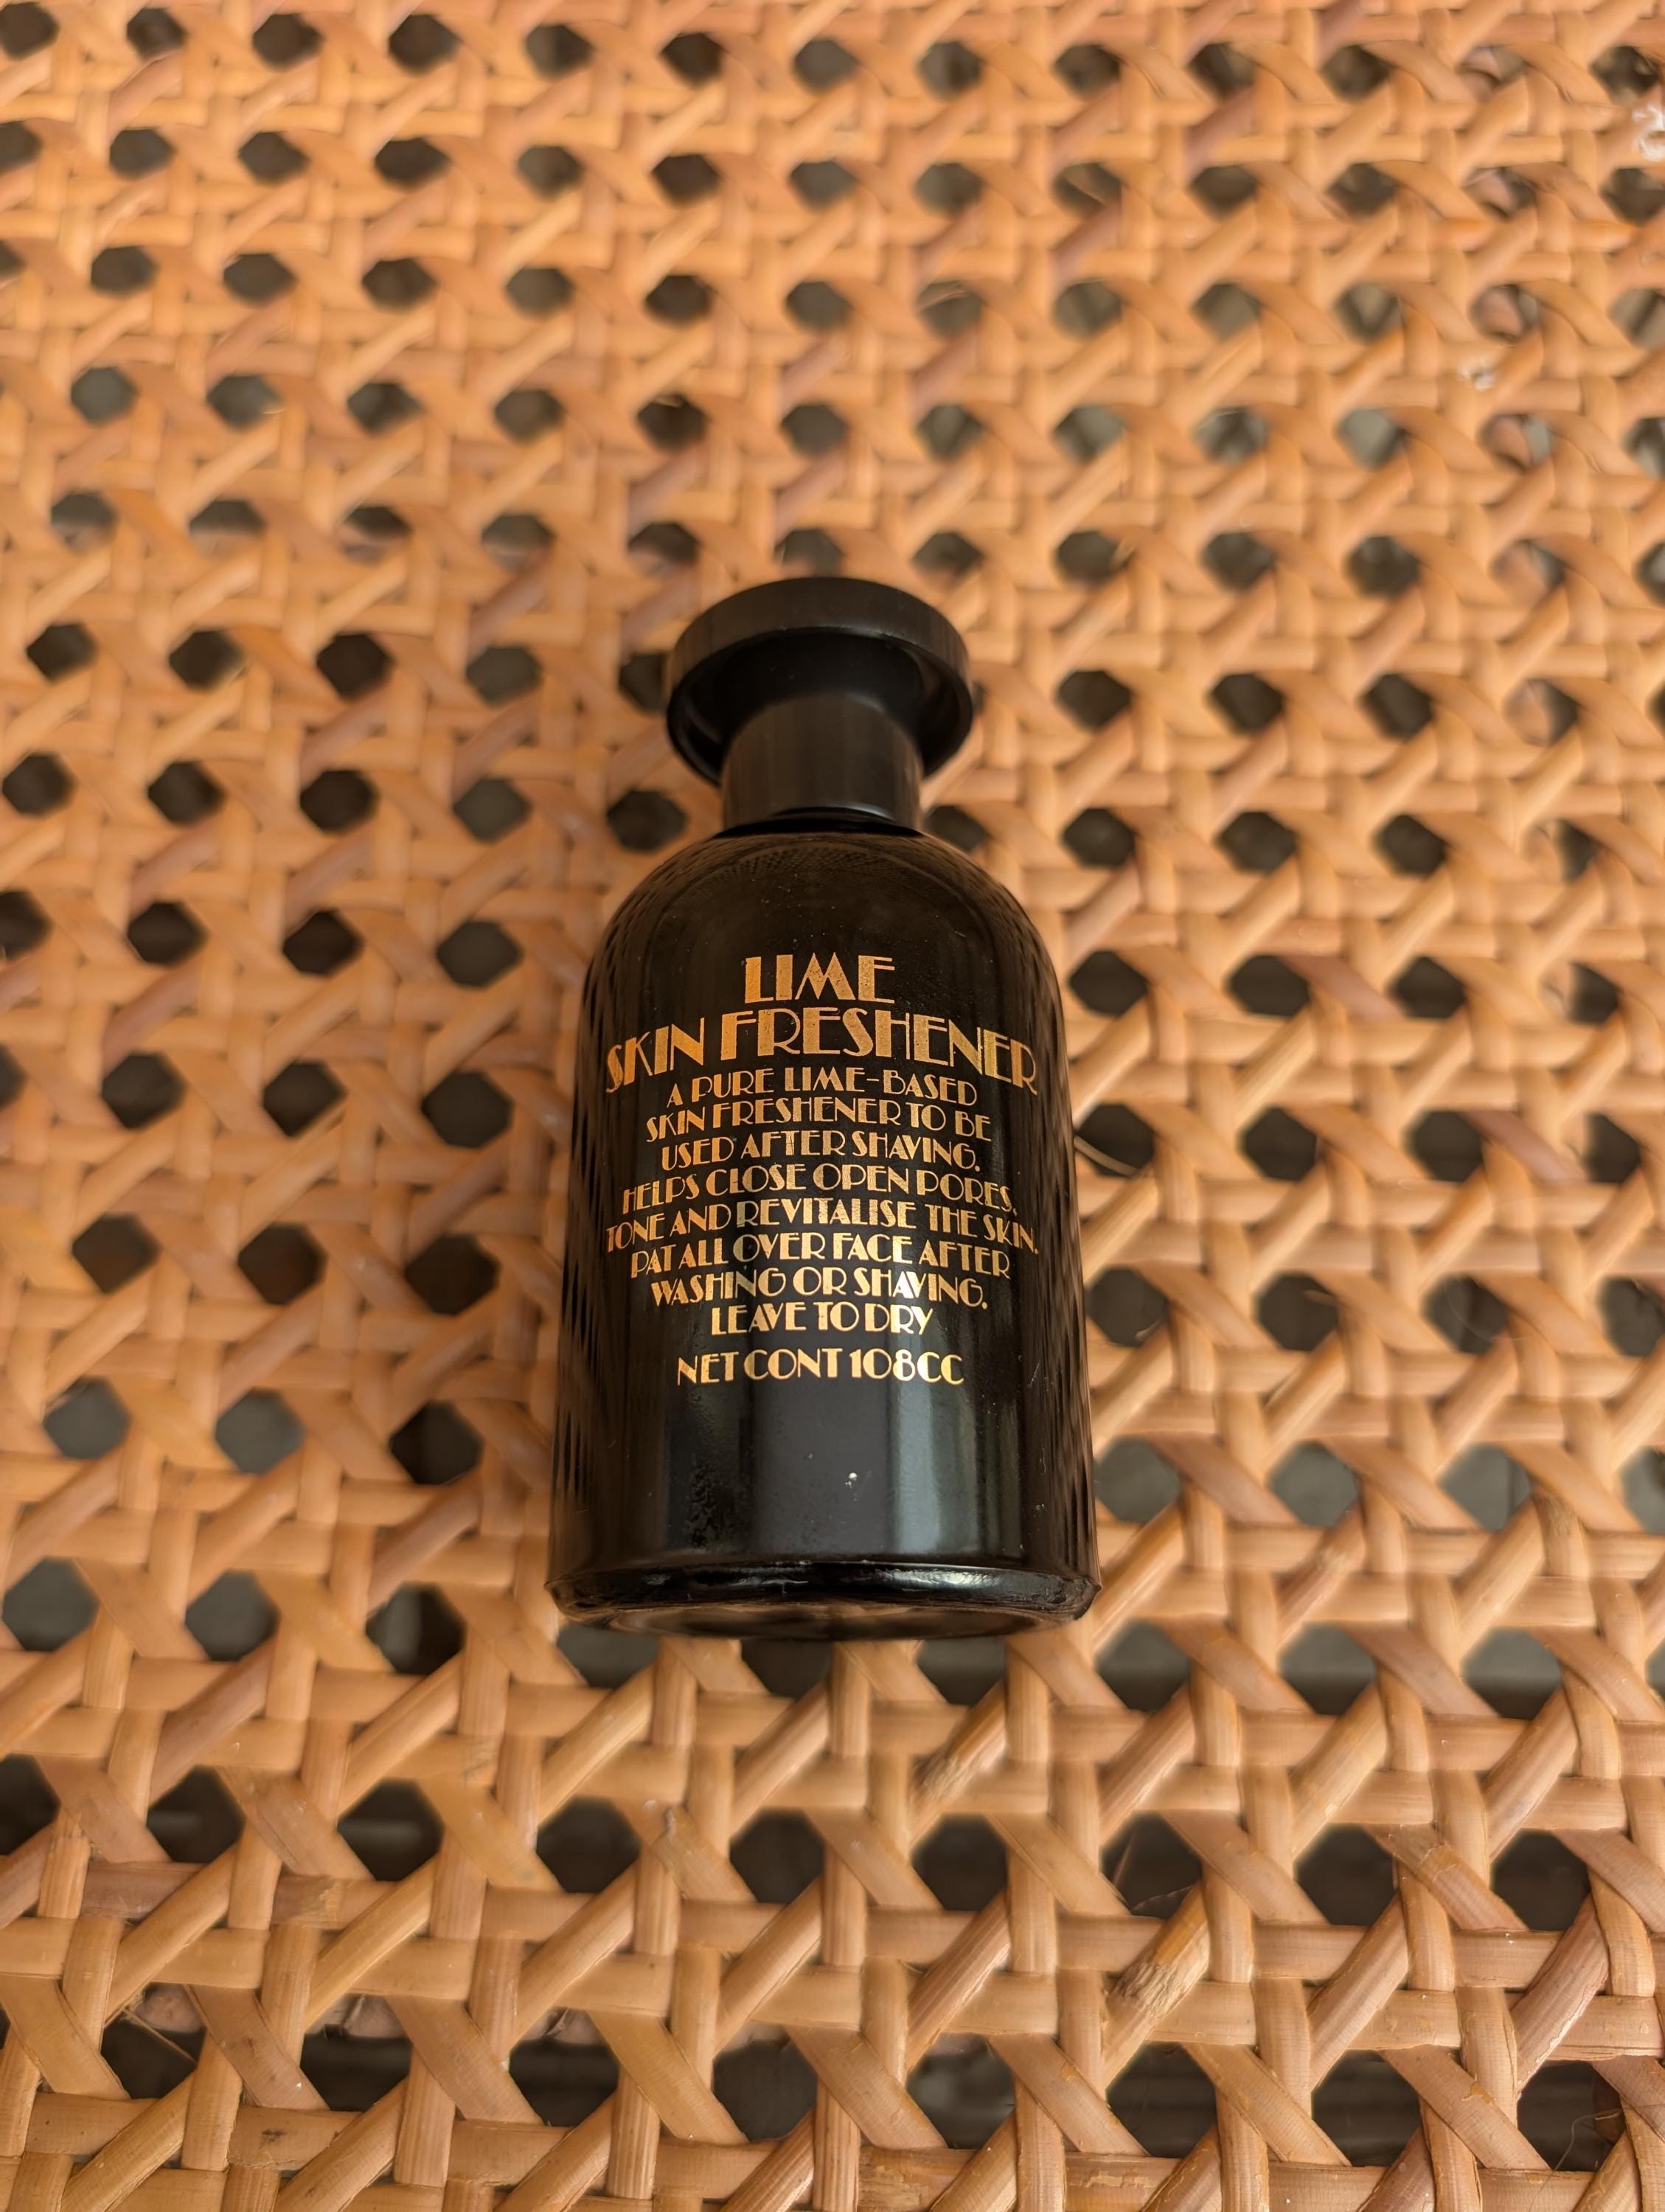 LIME
SKIN FRESHENER
A PURE LIME-BASED
SKIN FRESHENER TO BE
USED AFTER SHAVING.
HELPS CLOSE OPEN PORES.
TONE AND REVITALISE THE SKIN.
PAT ALL OVER FACE AFTER
WASHING OR SHAVING.
LEAVE TO DRY
NET CONT 108CC